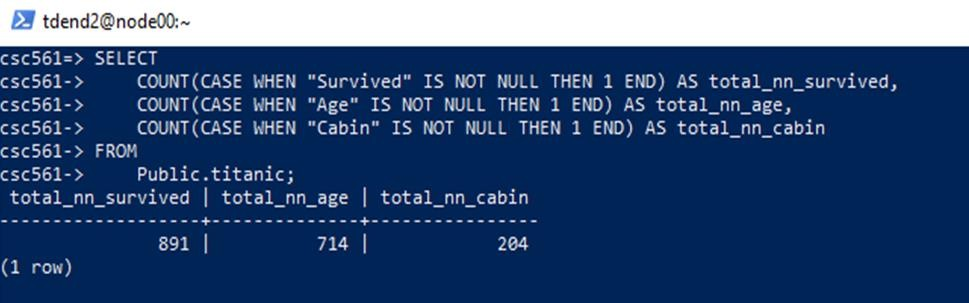 tdend2@node00:~
csc561=> SELECT
csc561->     COUNT(CASE WHEN "Survived" IS NOT NULL THEN 1 END) AS total_nn_survived,
csc561->     COUNT(CASE WHEN "Age" IS NOT NULL THEN 1 END) AS total_nn_age,
csc561->     COUNT(CASE WHEN "Cabin" IS NOT NULL THEN 1 END) AS total_nn_cabin
csc561-> FROM
csc561->     Public.titanic;
 total_nn_survived | total_nn_age | total_nn_cabin
-------------------+--------------+----------------
               891 |          714 |            204
(1 row)